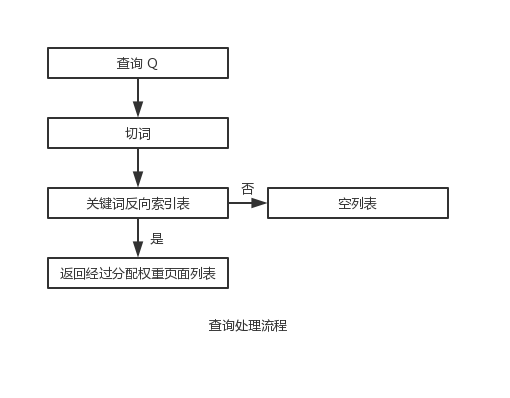 查询 Q
切词
否
关键词反向索引表
空列表
是
返回经过分配权重页面列表
查询处理流程